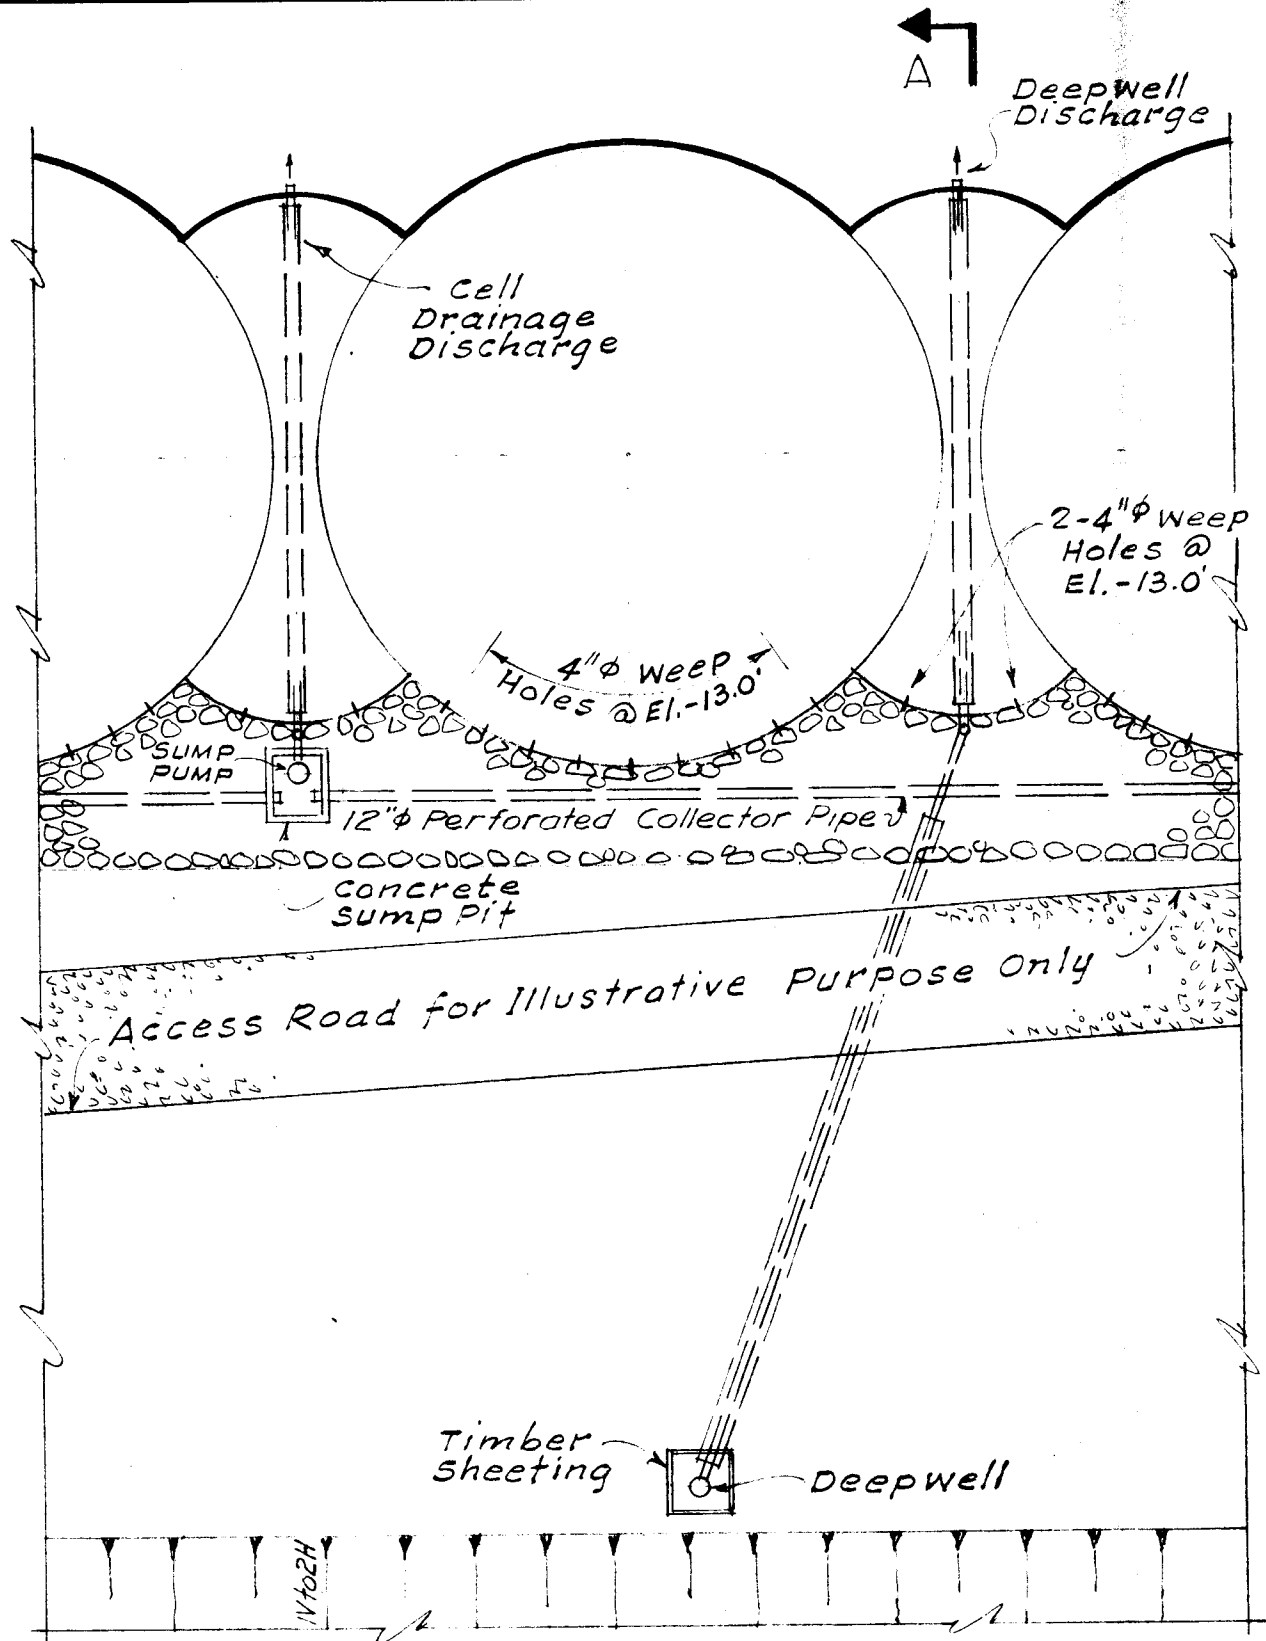 A
Deepwell
Discharge
Cell
Drainage
Discharge
2-4"φ Weep
Holes @
El.-13.0'
4"φ Weep
Holes @ El.-13.0'
SUMP
PUMP
12"φ Perforated Collector Pipe
Concrete
Sump Pit
Access Road for Illustrative Purpose Only
Timber
Sheeting
Deepwell
1V to 2H